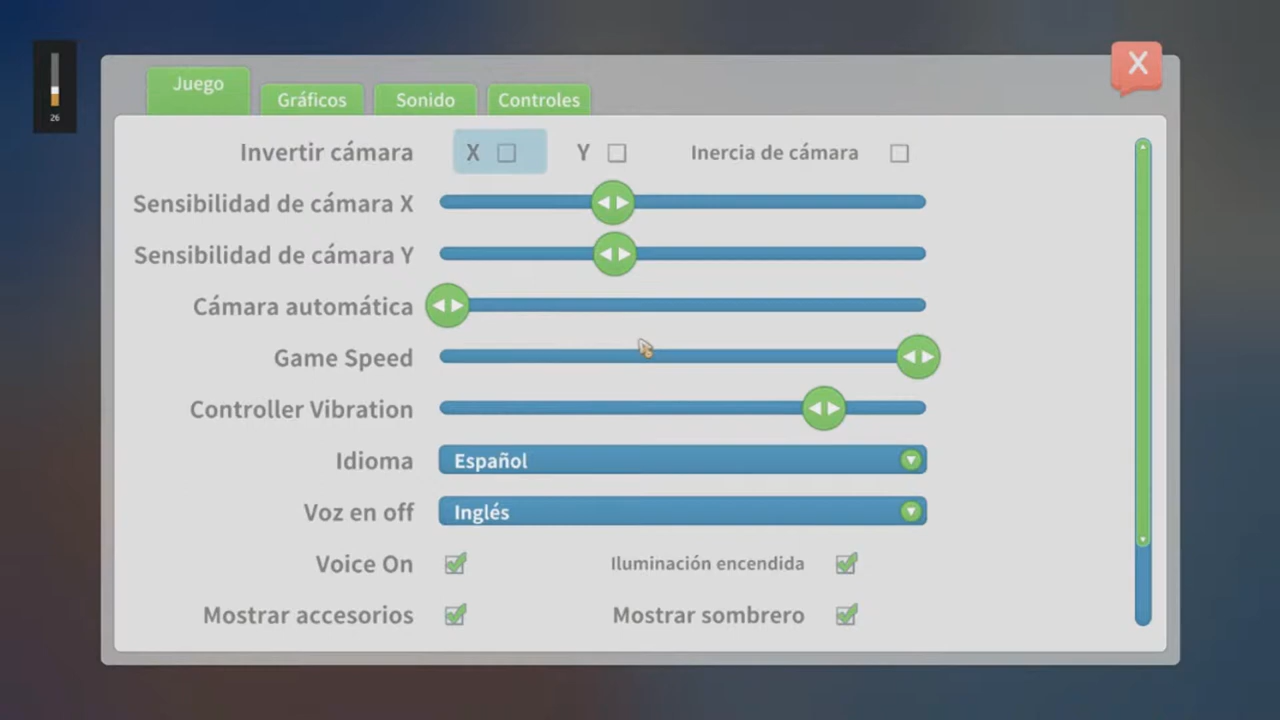 Juego
Gráficos
Sonido
Controles
X
26
Invertir cámara X Y Inercia de cámara
Sensibilidad de cámara X
Sensibilidad de cámara Y
Cámara automática
Game Speed
Controller Vibration
Idioma Español
Voz en off Inglés
Voice On Iluminación encendida
Mostrar accesorios Mostrar sombrero